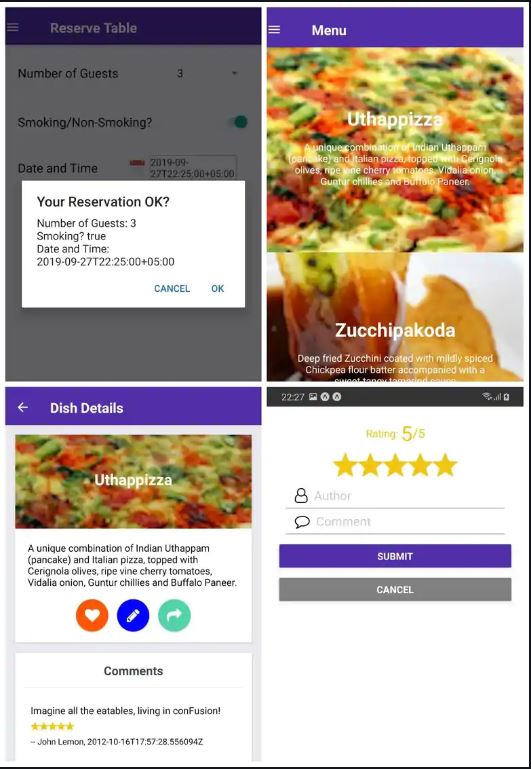 Reserve Table
Number of Guests 3
Smoking/Non-Smoking?
Date and Time 2019-09-
27T22:25:00+05:00
Your Reservation OK?
Number of Guests: 3
Smoking? true
Date and Time:
2019-09-27T22:25:00+05:00
CANCEL OK
Menu
Uthappizza
A unique combination of Indian Uthappam
(pancake) and Italian pizza, topped with Cerignola
olives, ripe vine cherry tomatoes, Vidalia onion,
Guntur chillies and Buffalo Paneer.
Zucchipakoda
Deep fried Zucchini coated with mildly spiced
Chickpea flour batter accompanied with a
sweet-tangy tamarind sauce
Dish Details
Uthappizza
A unique combination of Indian Uthappam
(pancake) and Italian pizza, topped with
Cerignola olives, ripe vine cherry tomatoes,
Vidalia onion, Guntur chillies and Buffalo Paneer.
Comments
Imagine all the eatables, living in conFusion!
-- John Lemon, 2012-10-16T17:57:28.556094Z
22:27
Rating: 5/5
Author
Comment
SUBMIT
CANCEL